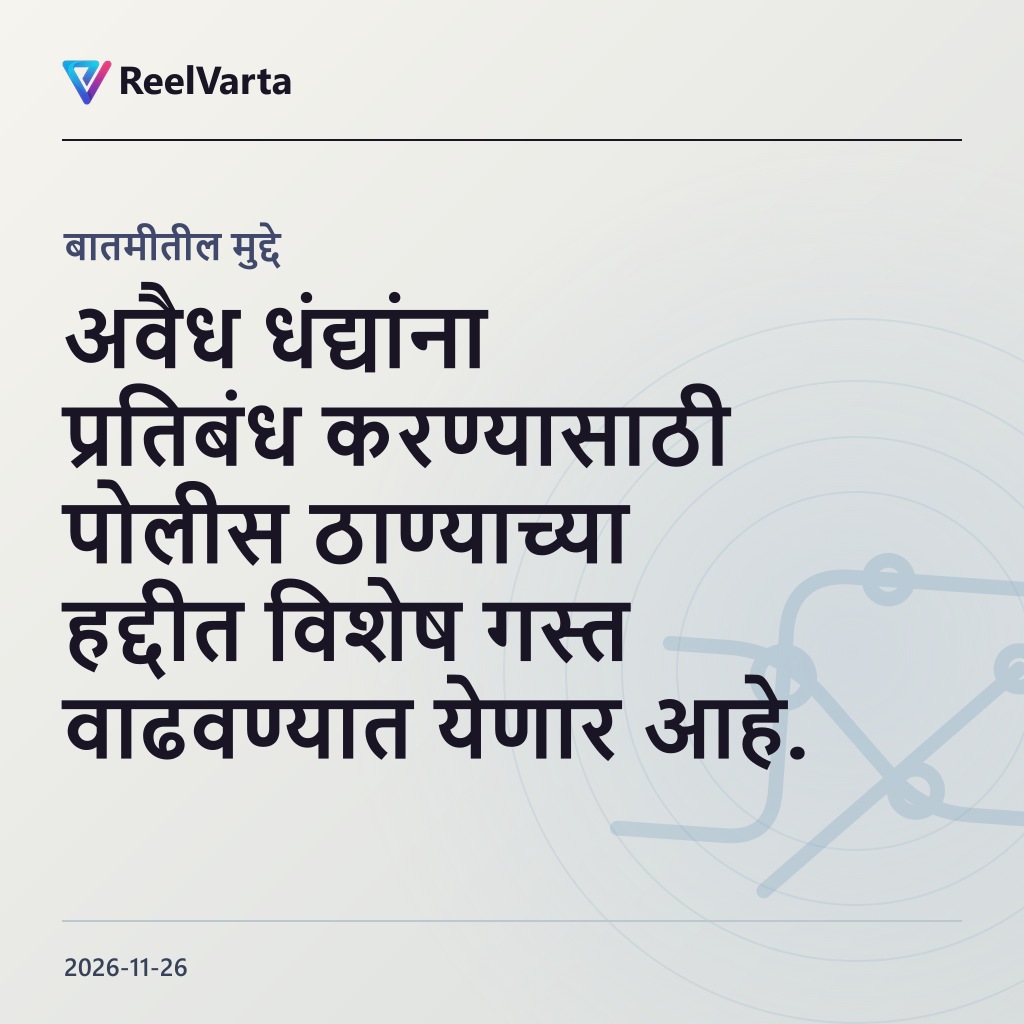 ReelVarta
बातमीतील मुद्दे
अवैध धंद्यांना
प्रतिबंध करण्यासाठी
पोलीस ठाण्याच्या
हद्दीत विशेष गस्त
वाढवण्यात येणार आहे.
2026-11-26